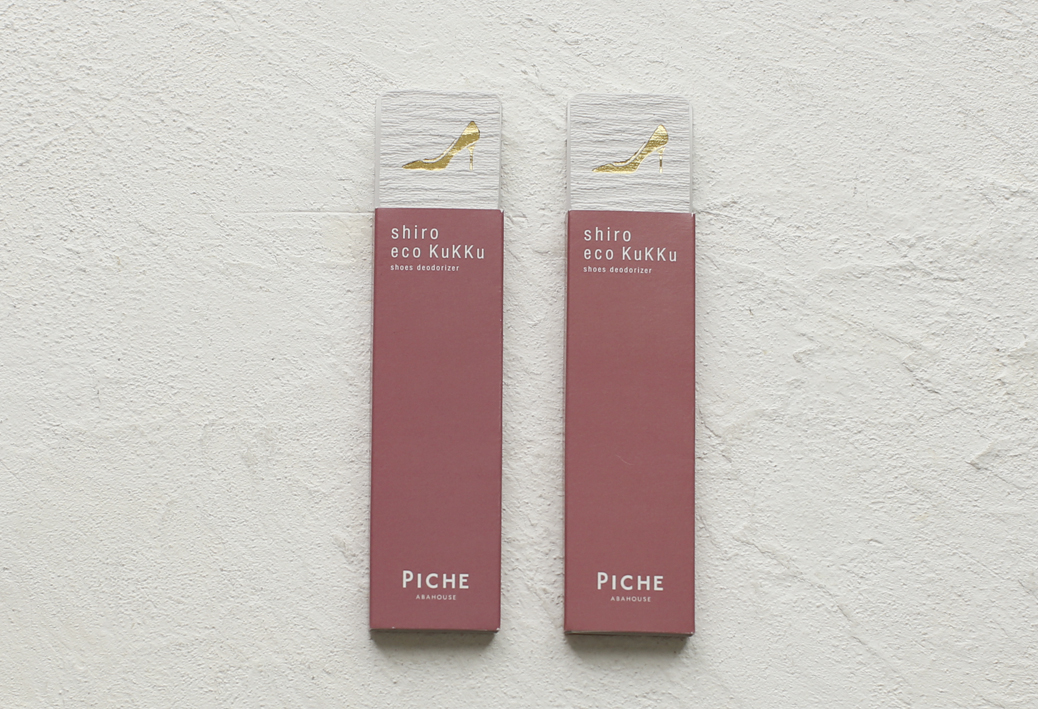 shiro
eco KuKKu
shoes deodorizer
PICHE
ABAHOUSE
shiro
eco KuKKu
shoes deodorizer
PICHE
ABAHOUSE